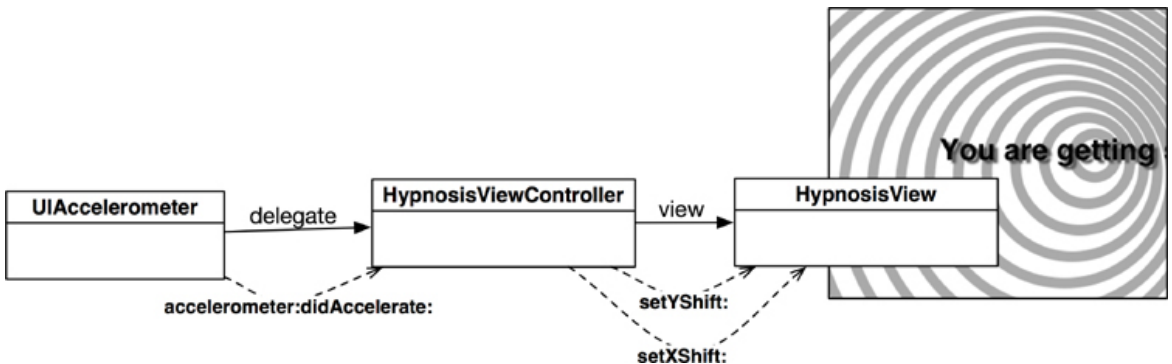 You are getting
UIAccelerometer
delegate
HypnosisViewController
view
HypnosisView
accelerometer:didAccelerate:
setYShift:
setXShift: